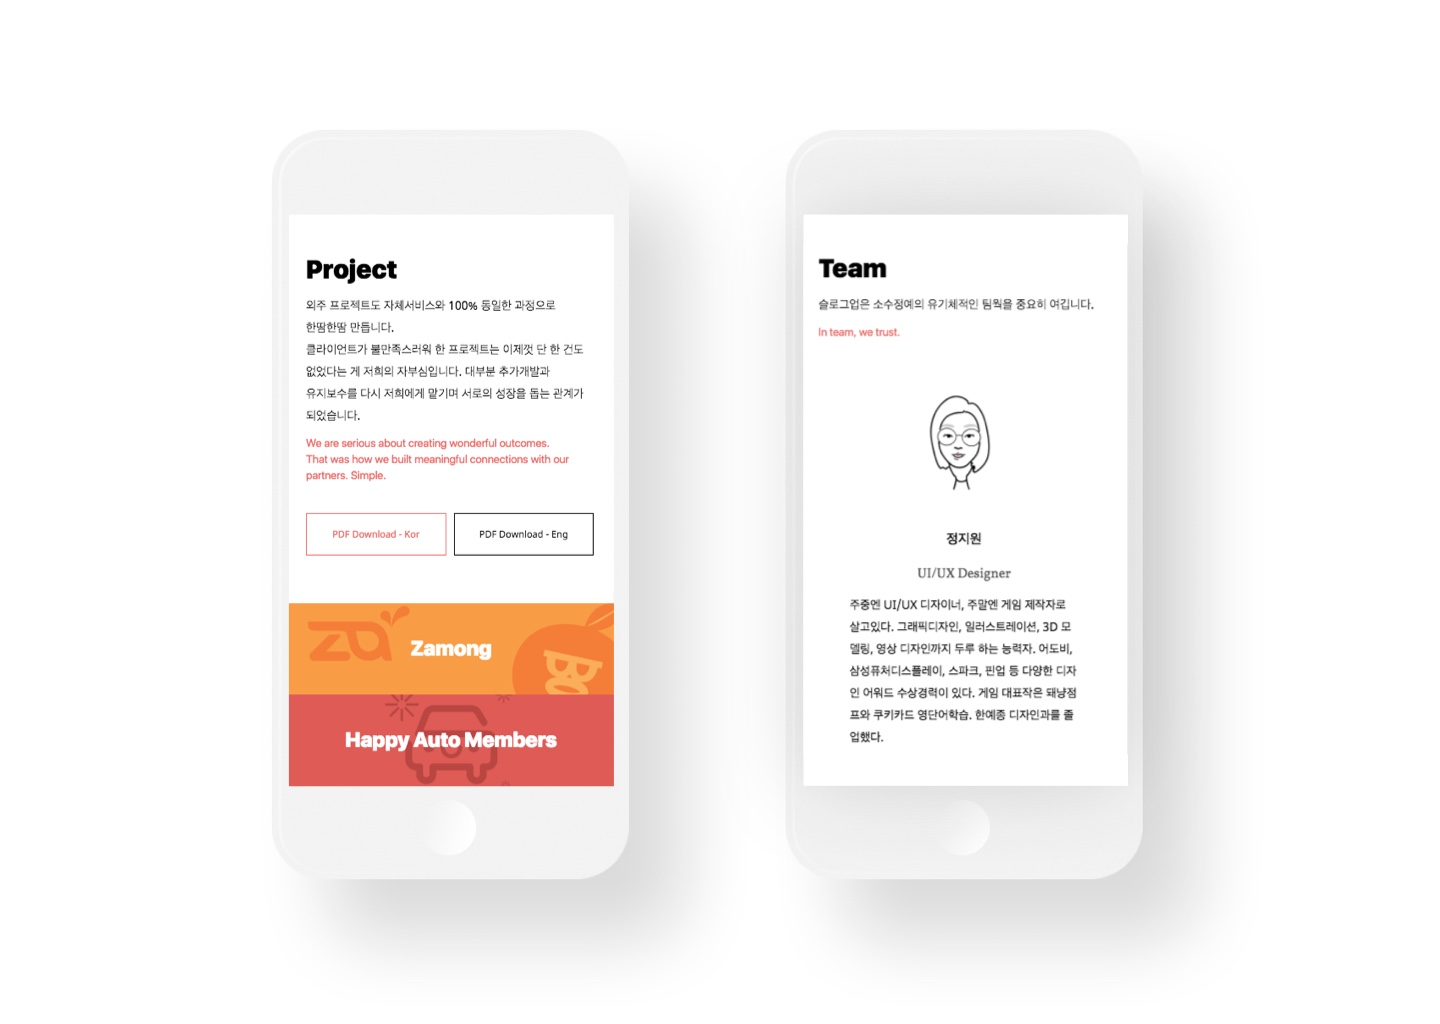 Project
외주 프로젝트도 자체서비스와 100% 동일한 과정으로
한땀한땀 만듭니다.
클라이언트가 불만족스러워 한 프로젝트는 이제껏 단 한 건도
없었다는 게 저희의 자부심입니다. 대부분 추가개발과
유지보수를 다시 저희에게 맡기며 서로의 성장을 돕는 관계가
되었습니다.
We are serious about creating wonderful outcomes.
That was how we built meaningful connections with our
partners. Simple.
PDF Download - Kor
PDF Download - Eng
za
Zamong
Happy Auto Members
Team
슬로그업은 소수정예의 유기체적인 팀웍을 중요히 여깁니다.
In team, we trust.
정지원
UI/UX Designer
주중엔 UI/UX 디자이너, 주말엔 게임 제작자로
살고있다. 그래픽디자인, 일러스트레이션, 3D 모
델링, 영상 디자인까지 두루 하는 능력자. 어도비,
삼성퓨처디스플레이, 스파크, 핀업 등 다양한 디자
인 어워드 수상경력이 있다. 게임 대표작은 돼냥점
프와 쿠키카드 영단어학습. 한예종 디자인과를 졸
업했다.